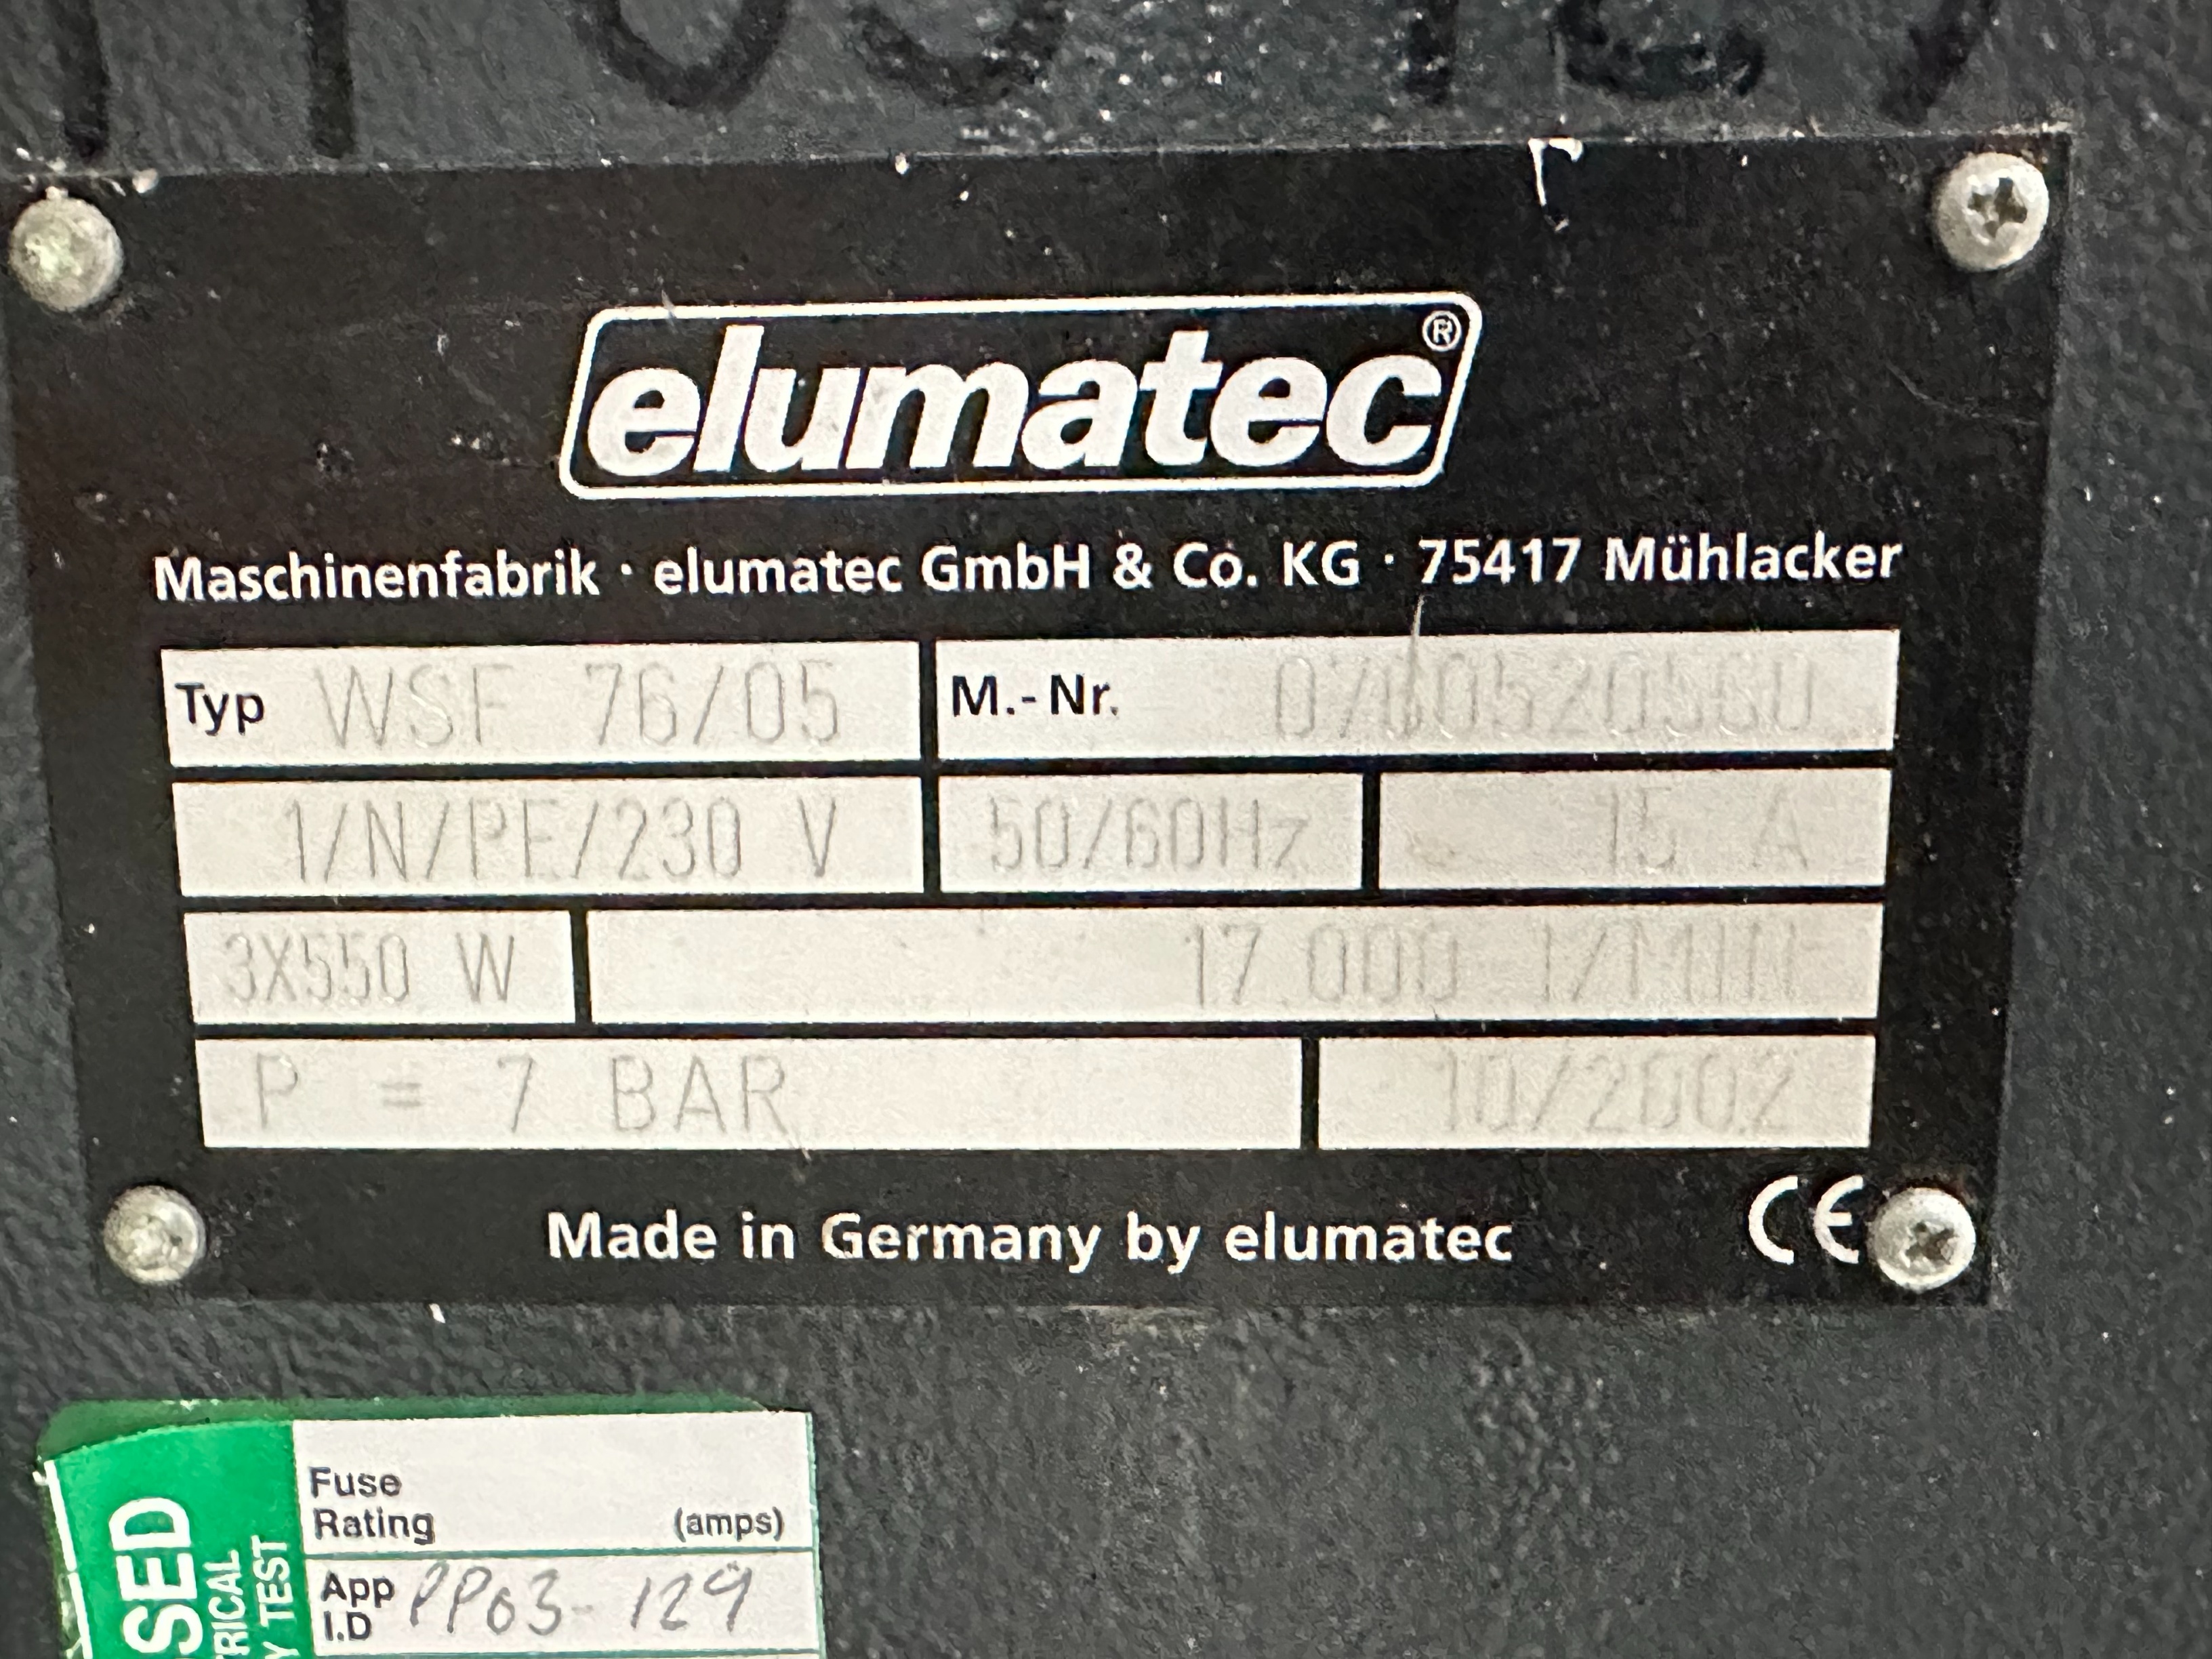 elumatec®
Maschinenfabrik · elumatec GmbH & Co. KG · 75417 Mühlacker
Typ WSF 76/05 M.-Nr. 0700520560
1/N/PE/230 V 50/60Hz 15 A
3X550 W 17.000 1/MIN
P = 7 BAR 10/2002
Made in Germany by elumatec CE
Fuse
Rating (amps)
App
I.D PP03-129